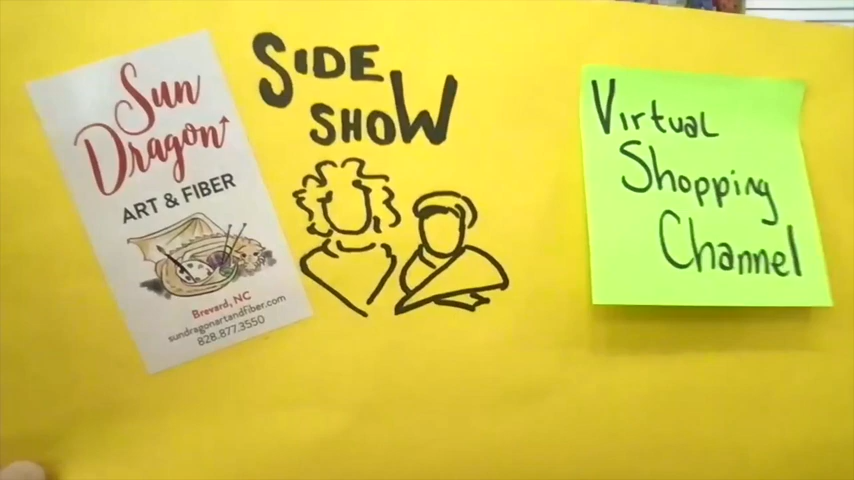 Sun
Dragon
ART & FIBER
Brevard, NC
sundragonartandfiber.com
828.877.3550
SIDE
SHOW
Virtual
Shopping
Channel